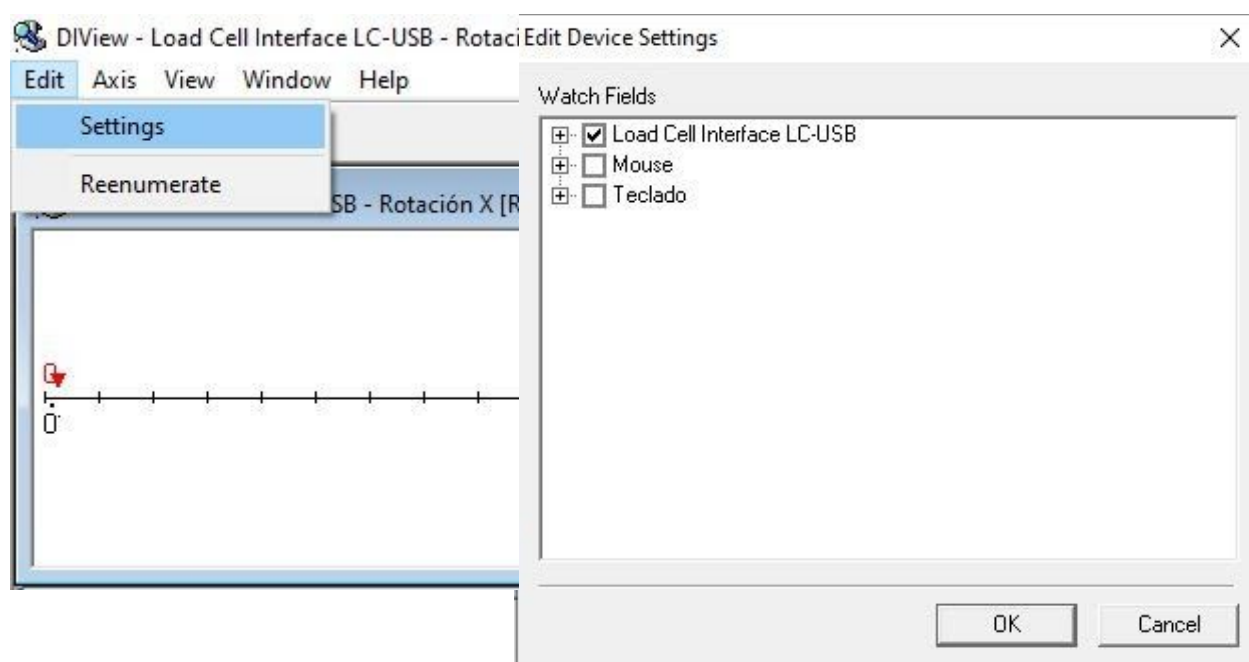 DIView - Load Cell Interface LC-USB - Rotaci
Edit Axis View Window Help
Settings
Reenumerate
SB - Rotación X [R
0
0
Edit Device Settings
Watch Fields
Load Cell Interface LC-USB
Mouse
Teclado
OK Cancel